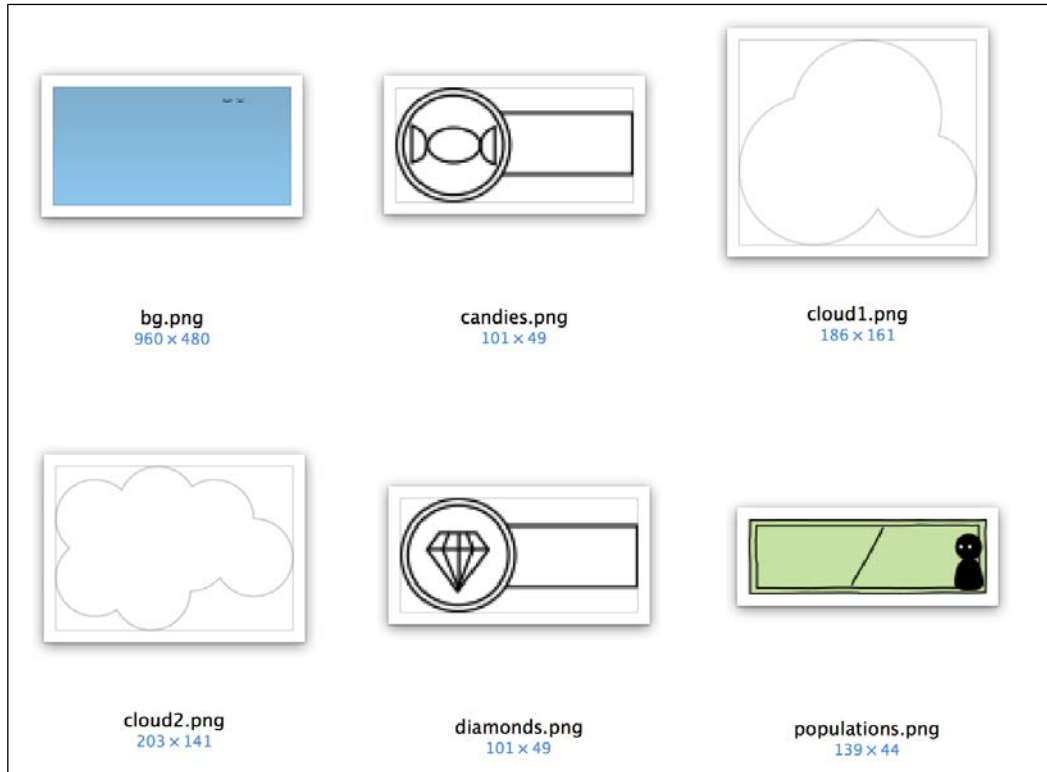 bg.png
960 × 480
candies.png
101 × 49
cloud1.png
186 × 161
cloud2.png
203 × 141
diamonds.png
101 × 49
populations.png
139 × 44